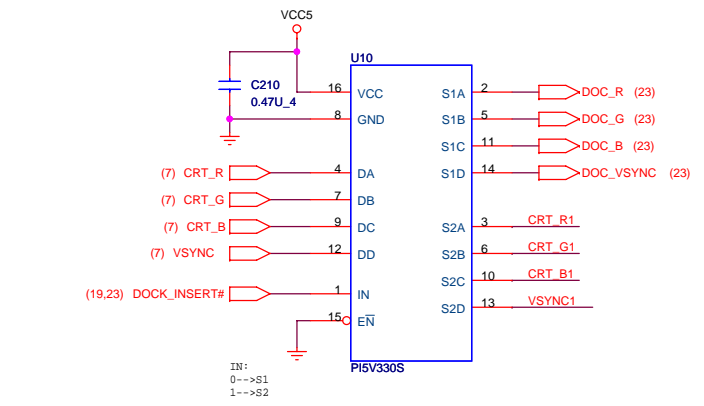 VCC5
U10
C210
0.47U_4
16 VCC S1A 2 DOC_R (23)
8 GND S1B 5 DOC_G (23)
S1C 11 DOC_B (23)
(7) CRT_R 4 DA S1D 14 DOC_VSYNC (23)
(7) CRT_G 7 DB
(7) CRT_B 9 DC S2A 3 CRT_R1
(7) VSYNC 12 DD S2B 6 CRT_G1
S2C 10 CRT_B1
(19,23) DOCK_INSERT# 1 IN S2D 13 VSYNC1
15 EN
PI5V330S
IN:
0-->S1
1-->S2